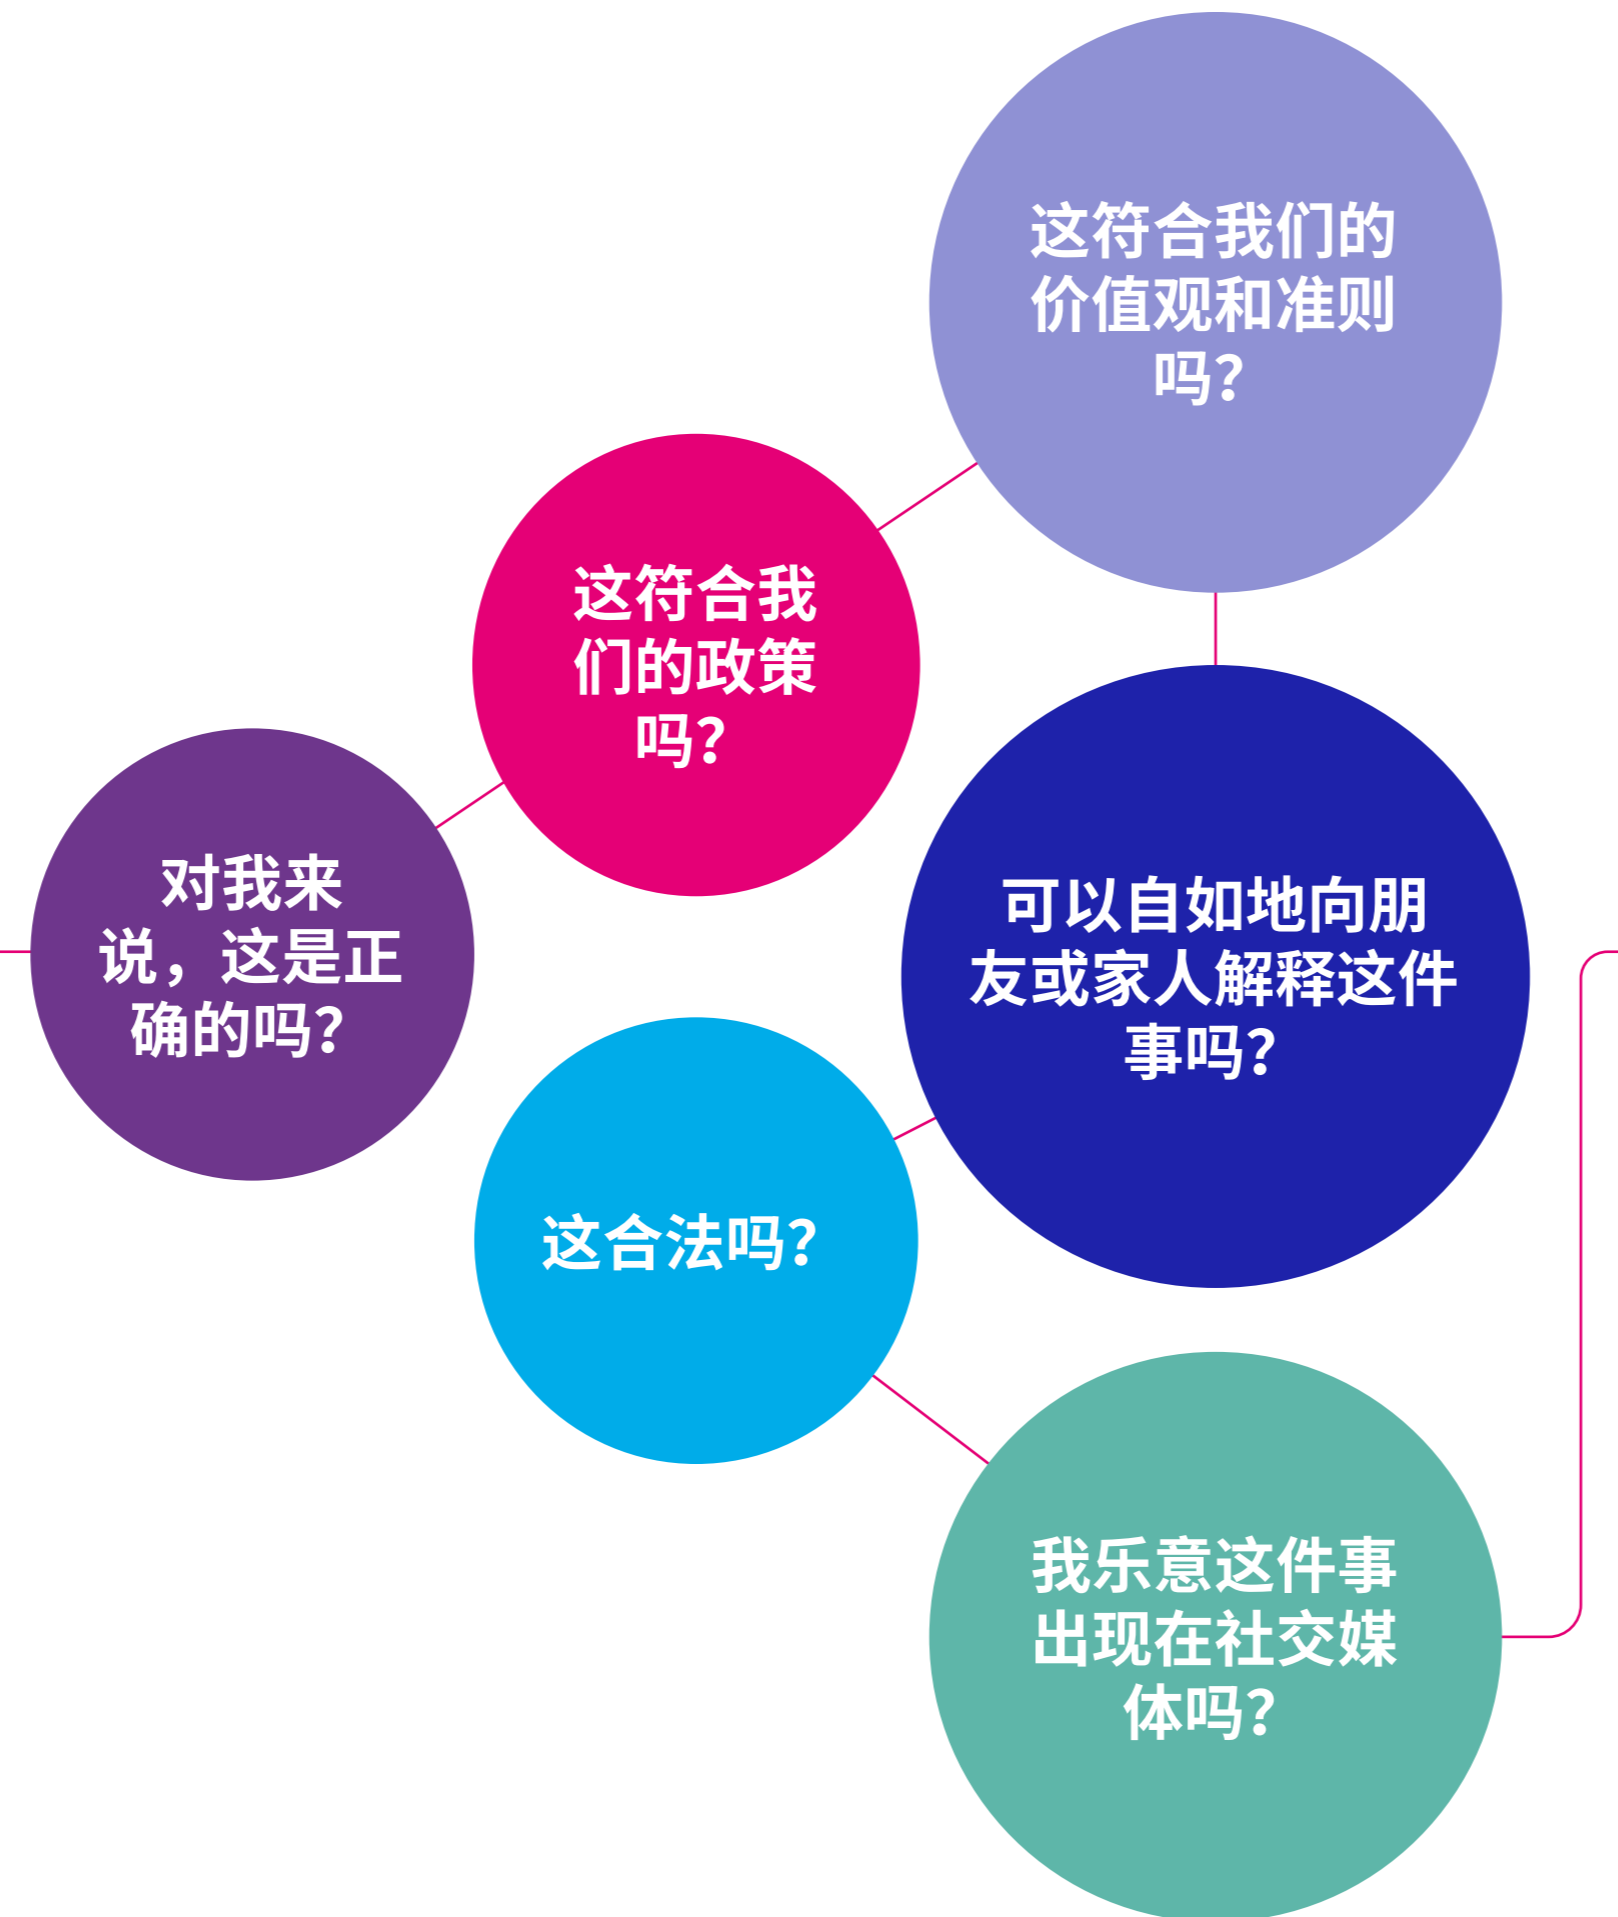 对我来
说，这是正
确的吗？
这符合我
们的政策
吗？
这符合我们的
价值观和准则
吗？
可以自如地向朋
友或家人解释这件
事吗？
这合法吗？
我乐意这件事
出现在社交媒
体吗？